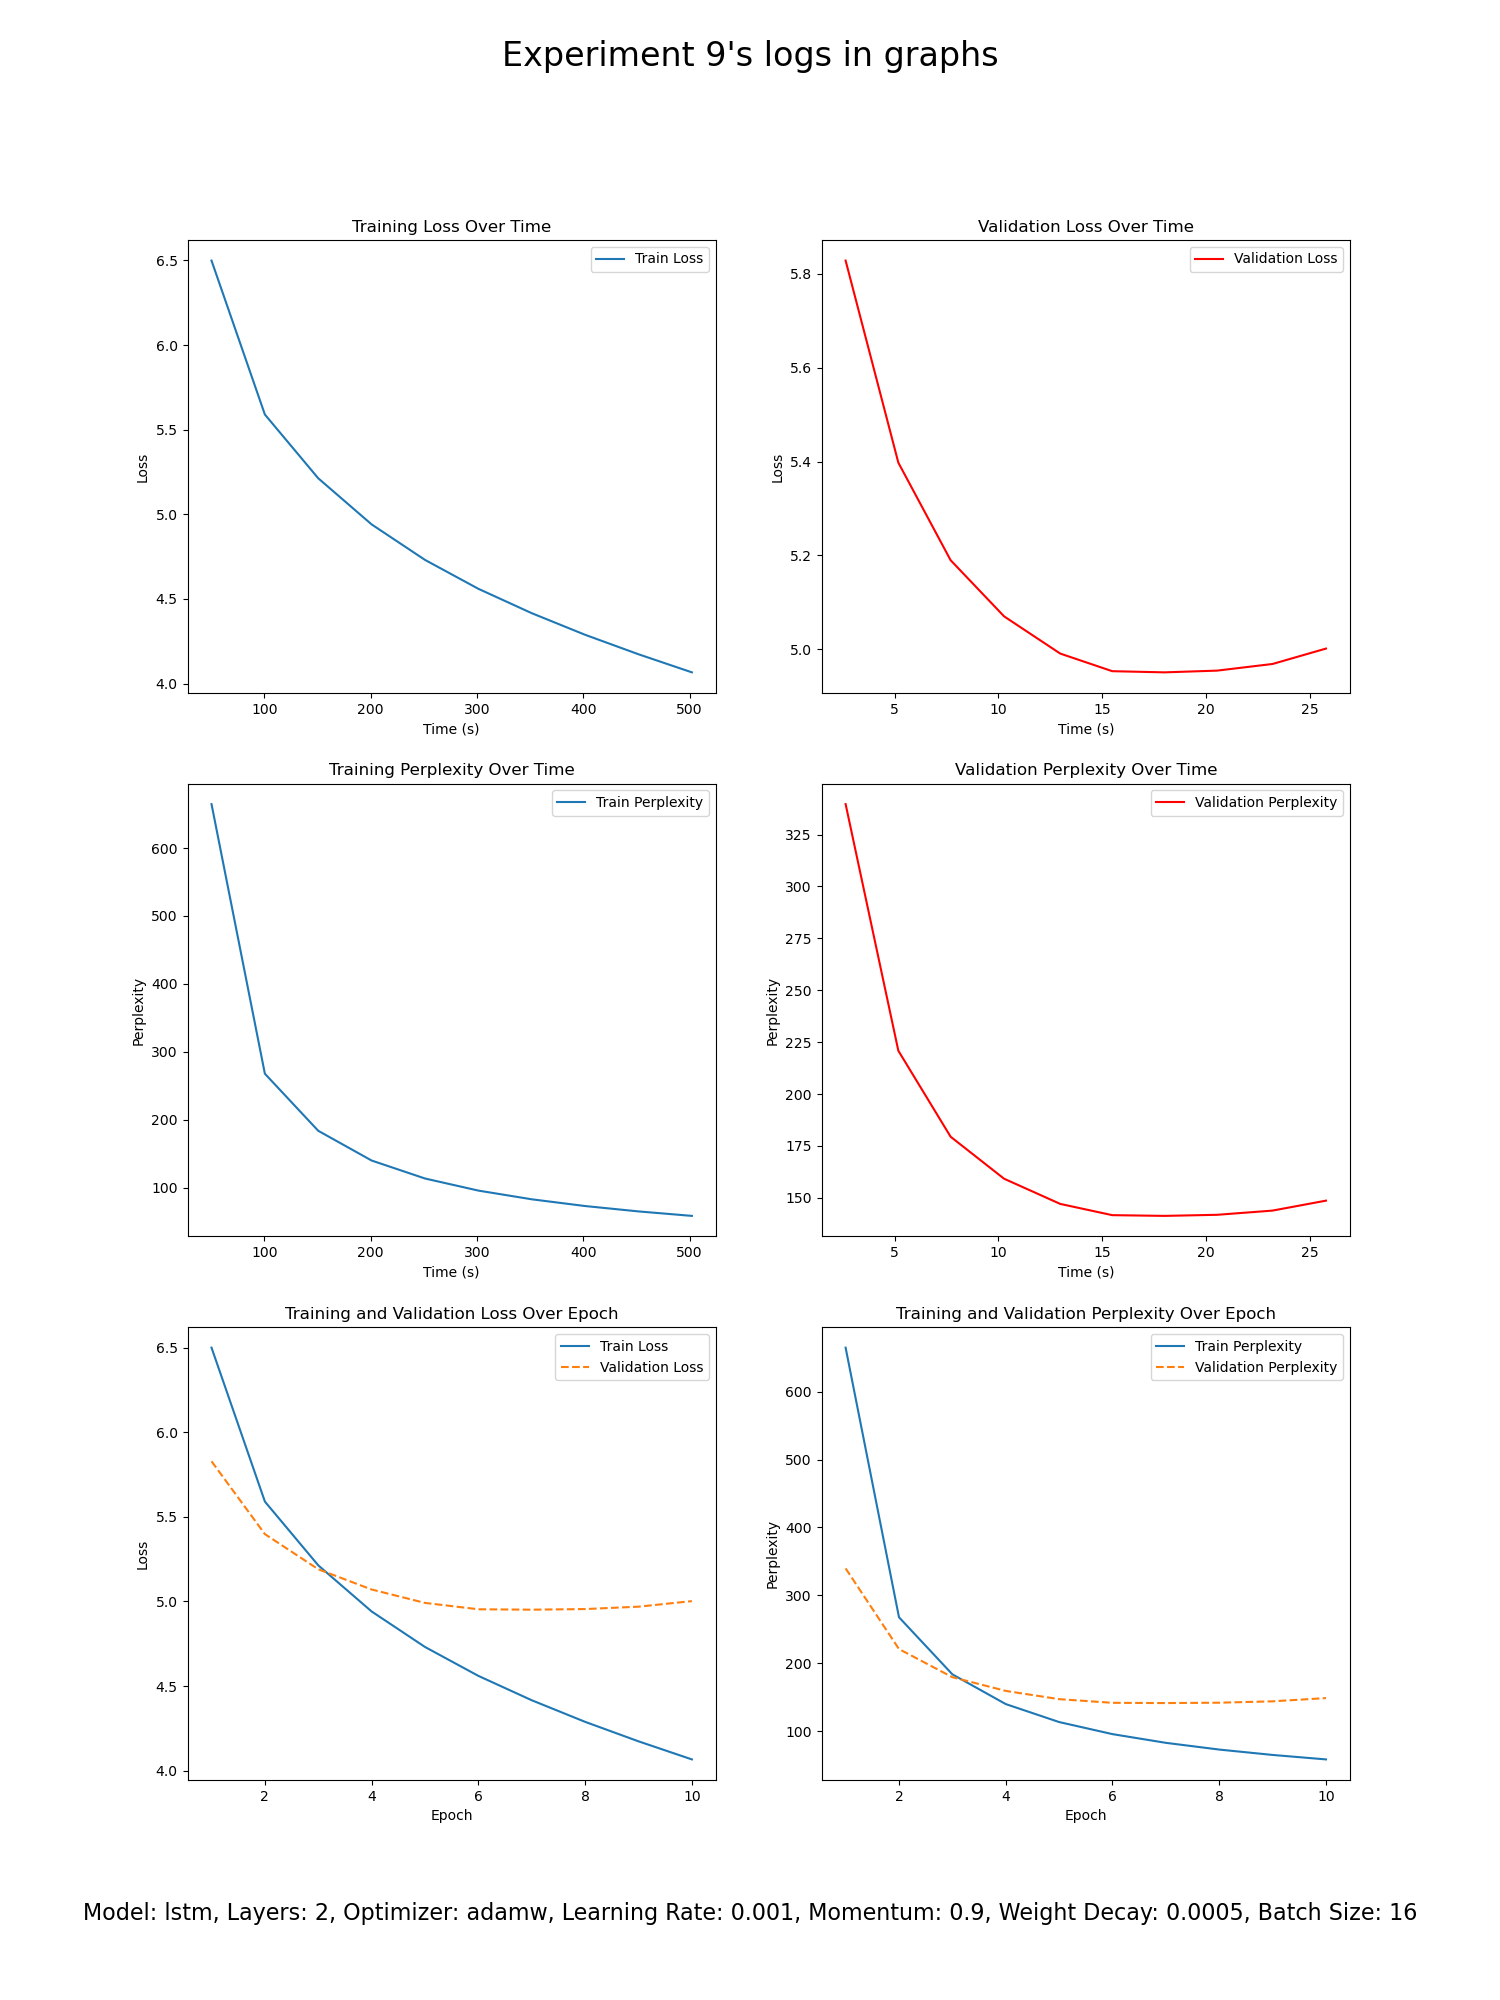 Experiment 9's logs in graphs
Training Loss Over Time
Train Loss
6.5
6.0
5.5
5.0
4.5
4.0
Loss
100 200 300 400 500
Time (s)
Validation Loss Over Time
Validation Loss
5.8
5.6
5.4
5.2
5.0
Loss
5 10 15 20 25
Time (s)
Training Perplexity Over Time
Train Perplexity
600
500
400
300
200
100
Perplexity
100 200 300 400 500
Time (s)
Validation Perplexity Over Time
Validation Perplexity
325
300
275
250
225
200
175
150
Perplexity
5 10 15 20 25
Time (s)
Training and Validation Loss Over Epoch
Train Loss
Validation Loss
6.5
6.0
5.5
5.0
4.5
4.0
Loss
2 4 6 8 10
Epoch
Training and Validation Perplexity Over Epoch
Train Perplexity
Validation Perplexity
600
500
400
300
200
100
Perplexity
2 4 6 8 10
Epoch
Model: lstm, Layers: 2, Optimizer: adamw, Learning Rate: 0.001, Momentum: 0.9, Weight Decay: 0.0005, Batch Size: 16